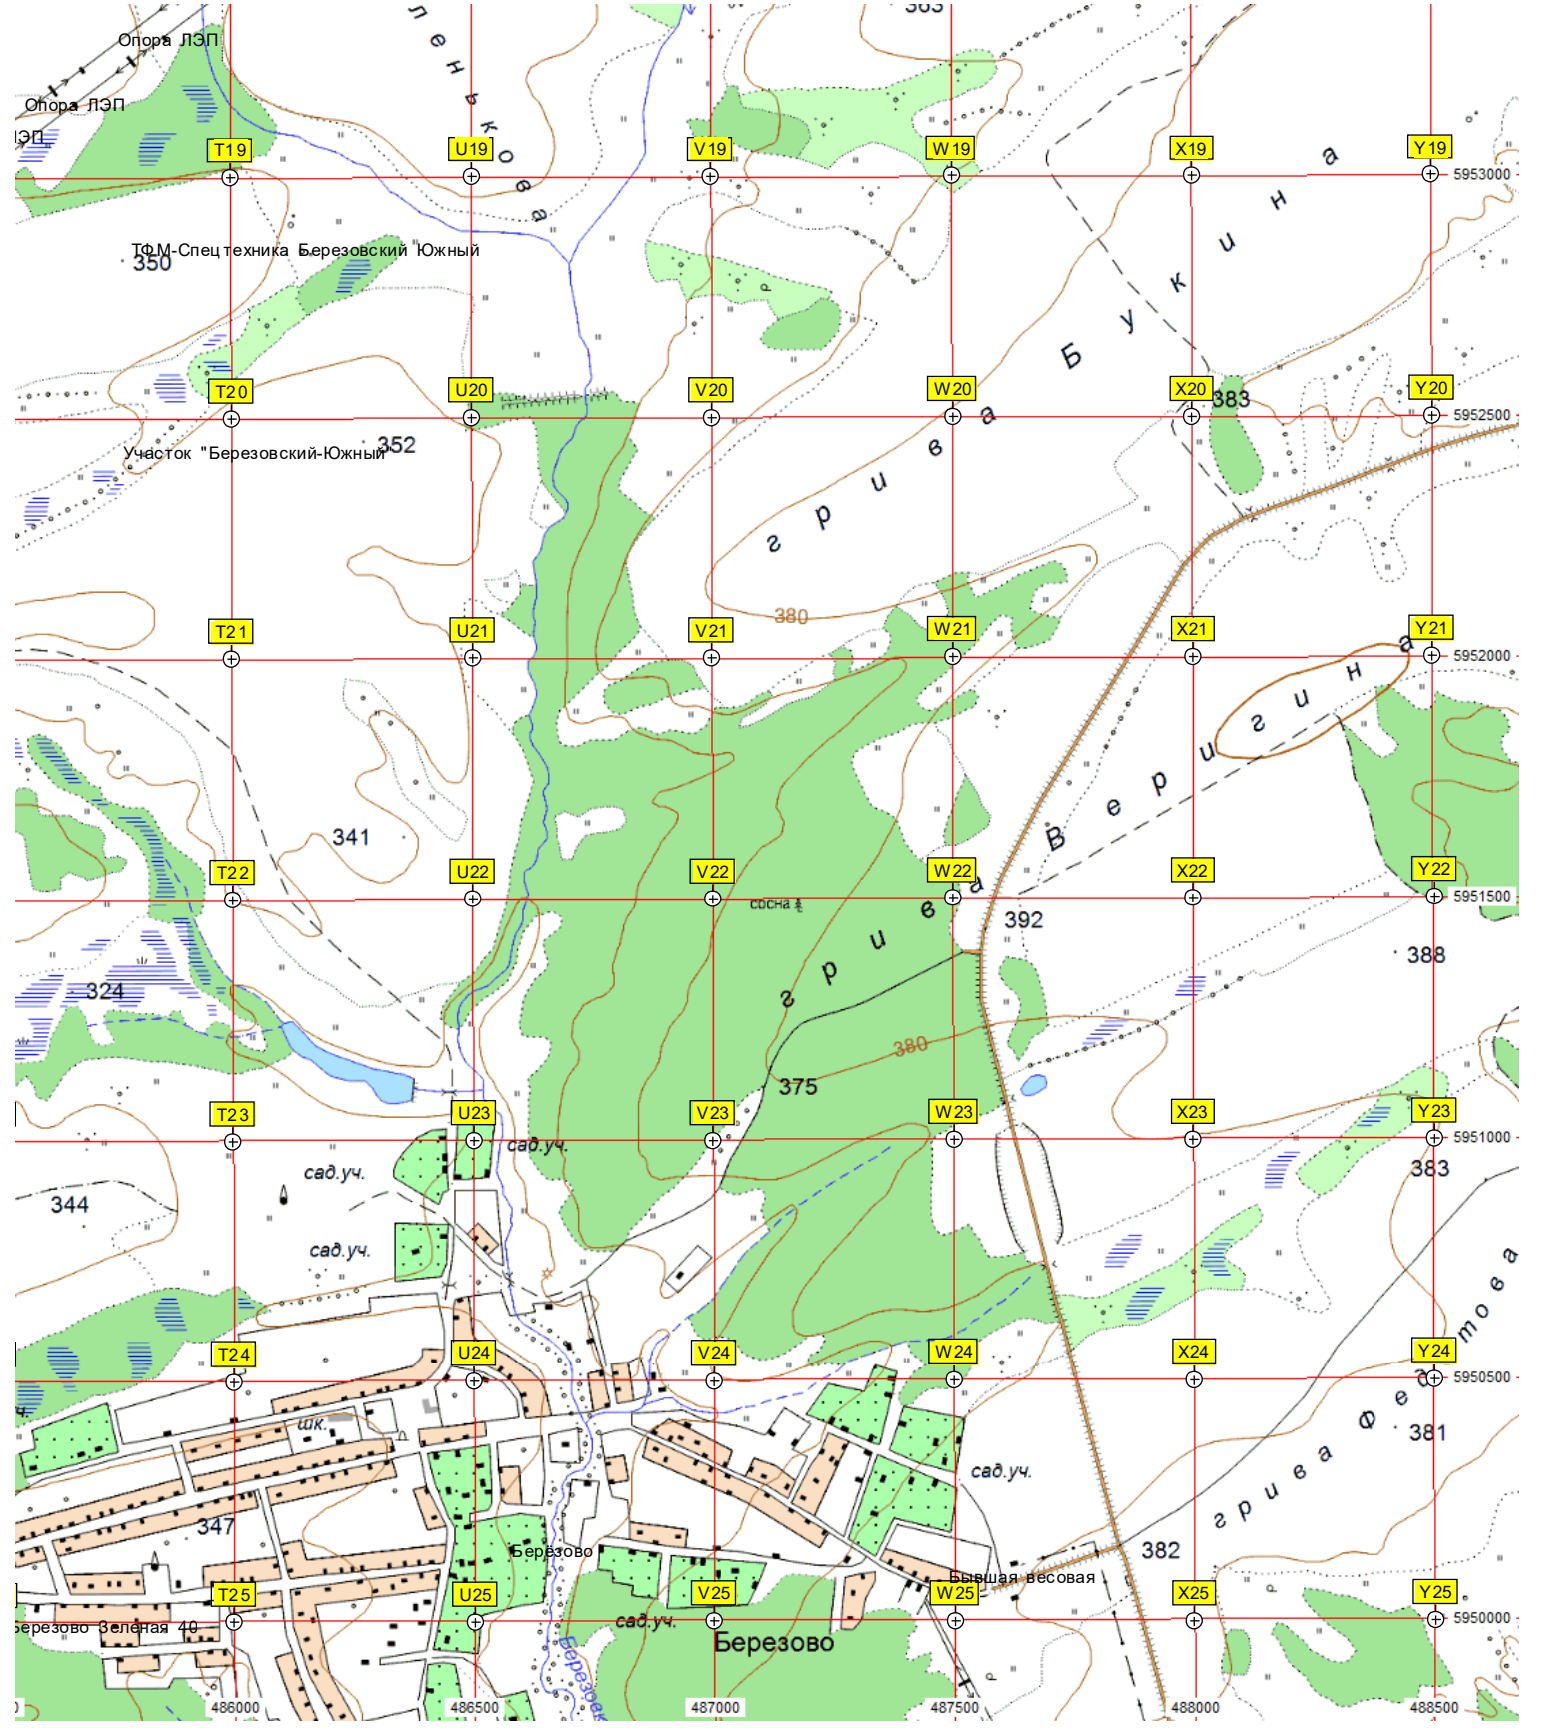 363
Опора ЛЭП
Опора ЛЭП
ЛЭП
ленькова
T19
U19
V19
W19
X19
Y19
5953000
ТФМ-Спецтехника Березовский Южный
350
грива Букина
T20
U20
V20
W20
X20
Y20
383
5952500
352
Участок "Березовский-Южный"
380
T21
U21
V21
W21
X21
Y21
5952000
грива Веригина
341
T22
U22
V22
W22
X22
Y22
5951500
сосна
392
388
324
380
375
T23
U23
V23
W23
X23
Y23
5951000
сад.уч.
сад.уч.
383
344
сад.уч.
грива Федотова
T24
U24
V24
W24
X24
Y24
5950500
ч.
шк.
381
сад.уч.
347
Берёзово
382
Бывшая весовая
T25
U25
V25
W25
X25
Y25
5950000
Березово Зеленая 40
сад.уч.
Березово
Березовк
0
486000
486500
487000
487500
488000
488500